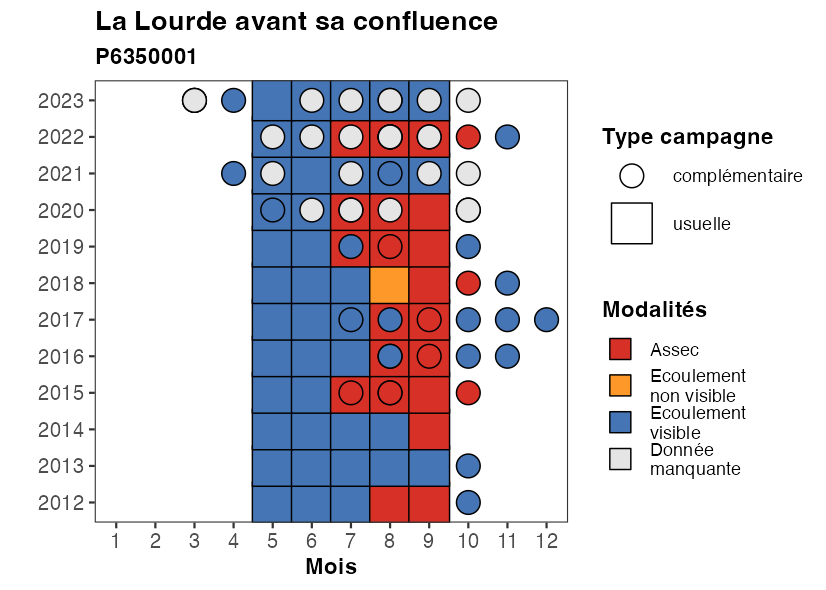 La Lourde avant sa confluence
P6350001
2023
2022
2021
2020
2019
2018
2017
2016
2015
2014
2013
2012
1 2 3 4 5 6 7 8 9 10 11 12
Mois
Type campagne
complémentaire
usuelle
Modalités
Assec
Ecoulement
non visible
Ecoulement
visible
Donnée
manquante